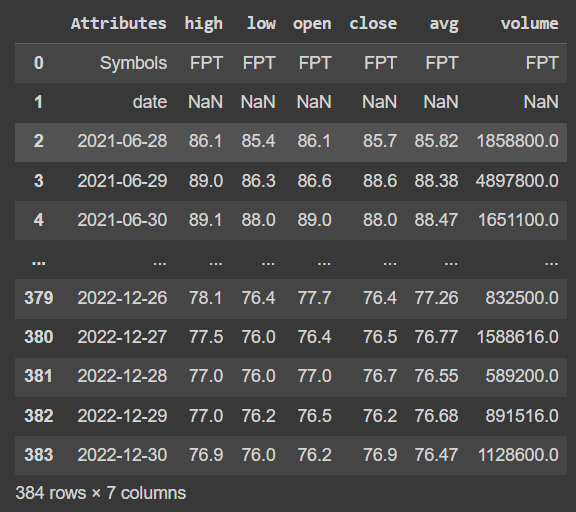 Attributes high low open close avg volume
0 Symbols FPT FPT FPT FPT FPT FPT
1 date NaN NaN NaN NaN NaN NaN
2 2021-06-28 86.1 85.4 86.1 85.7 85.82 1858800.0
3 2021-06-29 89.0 86.3 86.6 88.6 88.38 4897800.0
4 2021-06-30 89.1 88.0 89.0 88.0 88.47 1651100.0
... ... ... ... ... ... ... ...
379 2022-12-26 78.1 76.4 77.7 76.4 77.26 832500.0
380 2022-12-27 77.5 76.0 76.4 76.5 76.77 1588616.0
381 2022-12-28 77.0 76.0 77.0 76.7 76.55 589200.0
382 2022-12-29 77.0 76.2 76.5 76.2 76.68 891516.0
383 2022-12-30 76.9 76.0 76.2 76.9 76.47 1128600.0
384 rows × 7 columns